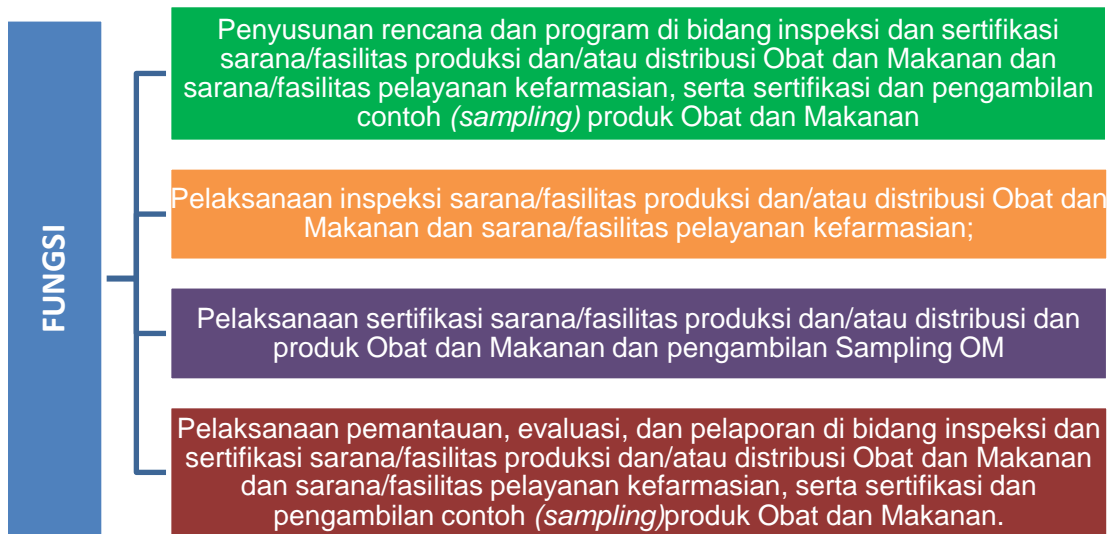 FUNGSI
Penyusunan rencana dan program di bidang inspeksi dan sertifikasi
sarana/fasilitas produksi dan/atau distribusi Obat dan Makanan dan
sarana/fasilitas pelayanan kefarmasian, serta sertifikasi dan pengambilan
contoh (sampling) produk Obat dan Makanan
Pelaksanaan inspeksi sarana/fasilitas produksi dan/atau distribusi Obat dan
Makanan dan sarana/fasilitas pelayanan kefarmasian;
Pelaksanaan sertifikasi sarana/fasilitas produksi dan/atau distribusi dan
produk Obat dan Makanan dan pengambilan Sampling OM
Pelaksanaan pemantauan, evaluasi, dan pelaporan di bidang inspeksi dan
sertifikasi sarana/fasilitas produksi dan/atau distribusi Obat dan Makanan
dan sarana/fasilitas pelayanan kefarmasian, serta sertifikasi dan
pengambilan contoh (sampling)produk Obat dan Makanan.